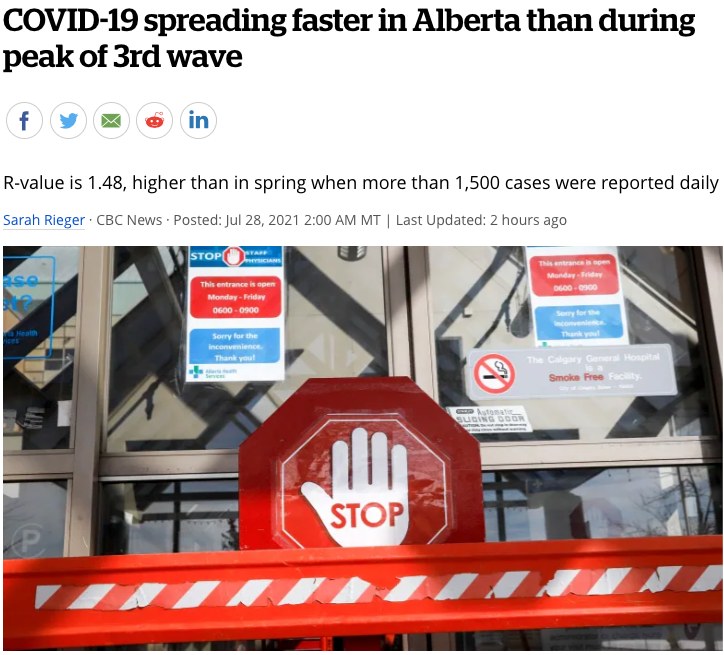 COVID-19 spreading faster in Alberta than during
peak of 3rd wave
R-value is 1.48, higher than in spring when more than 1,500 cases were reported daily
Sarah Rieger · CBC News · Posted: Jul 28, 2021 2:00 AM MT | Last Updated: 2 hours ago
STOP STAFF
PHYSICIANS
This entrance is open
Monday - Friday
0600 - 0900
Sorry for the
inconvenience.
Thank you!
Alberta Health
Services
This entrance is open
Monday - Friday
0600 - 0900
Sorry for the
inconvenience.
Thank you!
The Calgary General Hospital
is a
Smoke Free Facility.
Automatic
SLIDING DOOR
STOP
P